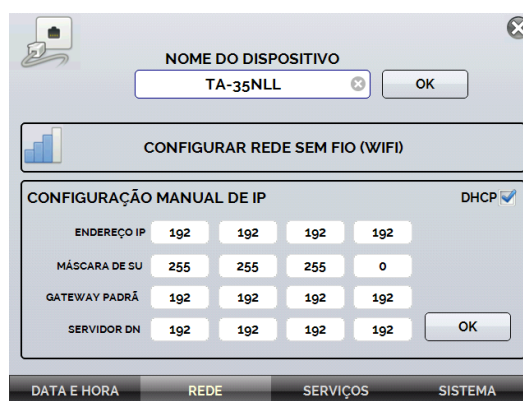 NOME DO DISPOSITIVO
TA-35NLL OK
CONFIGURAR REDE SEM FIO (WIFI)
CONFIGURAÇÃO MANUAL DE IP DHCP
ENDEREÇO IP 192 192 192 192
MÁSCARA DE SU 255 255 255 0
GATEWAY PADRÃ 192 192 192 192
SERVIDOR DN 192 192 192 192 OK
DATA E HORA REDE SERVIÇOS SISTEMA